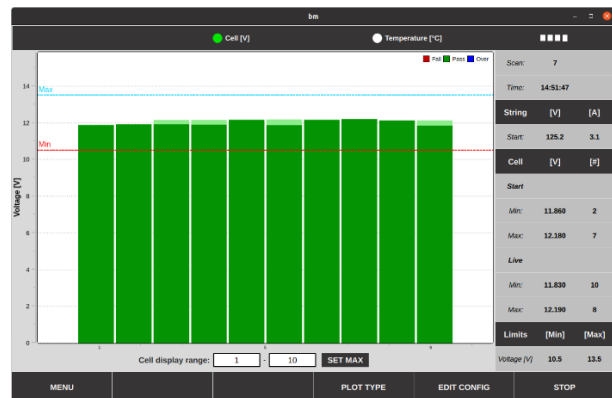 bm
Cell [V]
Temperature [°C]
Fail Pass Over
Max
Min
Voltage [V]
14
12
10
8
6
4
2
0
Cell display range: 1 - 10 SET MAX
Scan: 7
Time: 14:51:47
String [V] [A]
Start: 125.2 3.1
Cell [V] [#]
Start
Min: 11.860 2
Max: 12.180 7
Live
Min: 11.830 10
Max: 12.190 8
Limits [Min] [Max]
Voltage [V] 10.5 13.5
MENU
PLOT TYPE
EDIT CONFIG
STOP